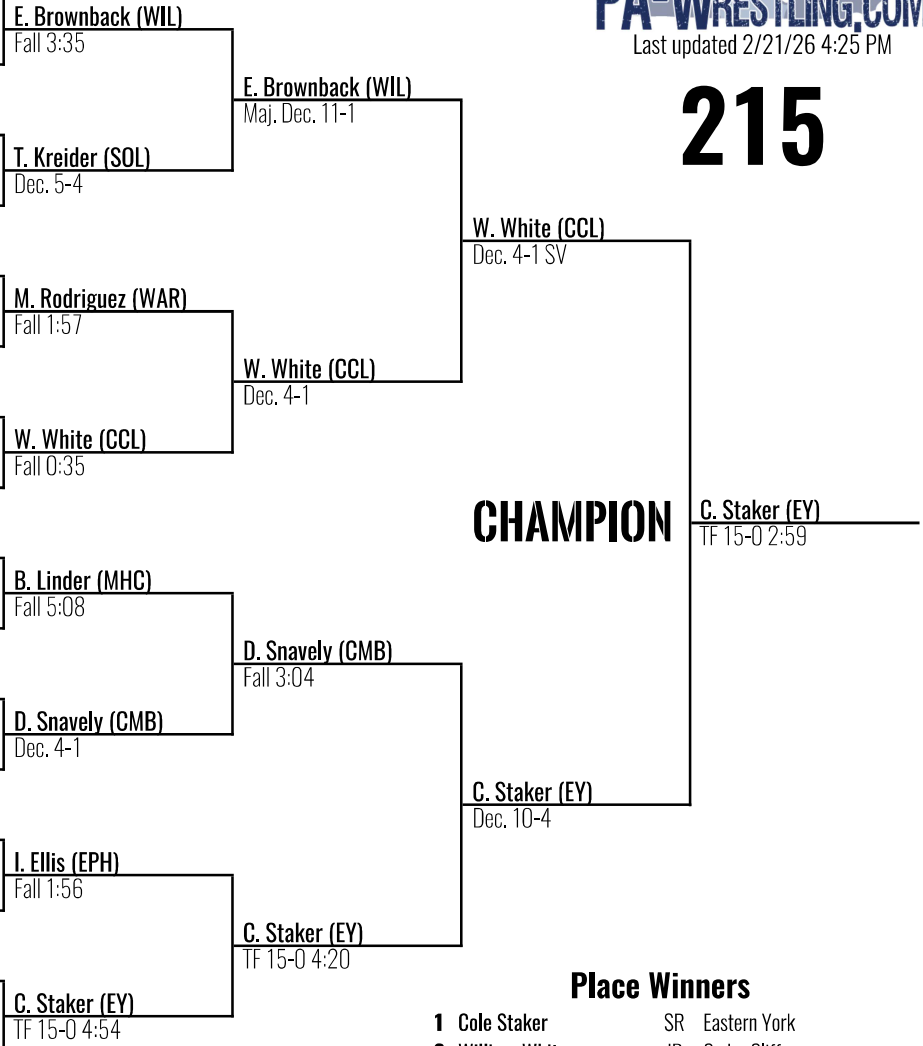 PA-WRESTLING.COM
Last updated 2/21/26 4:25 PM
215
E. Brownback (WIL)
Fall 3:35
E. Brownback (WIL)
Maj. Dec. 11-1
T. Kreider (SOL)
Dec. 5-4
W. White (CCL)
Dec. 4-1 SV
M. Rodriguez (WAR)
Fall 1:57
W. White (CCL)
Dec. 4-1
W. White (CCL)
Fall 0:35
CHAMPION
C. Staker (EY)
TF 15-0 2:59
B. Linder (MHC)
Fall 5:08
D. Snavely (CMB)
Fall 3:04
D. Snavely (CMB)
Dec. 4-1
C. Staker (EY)
Dec. 10-4
I. Ellis (EPH)
Fall 1:56
C. Staker (EY)
TF 15-0 4:20
C. Staker (EY)
TF 15-0 4:54
Place Winners
1 Cole Staker SR Eastern York